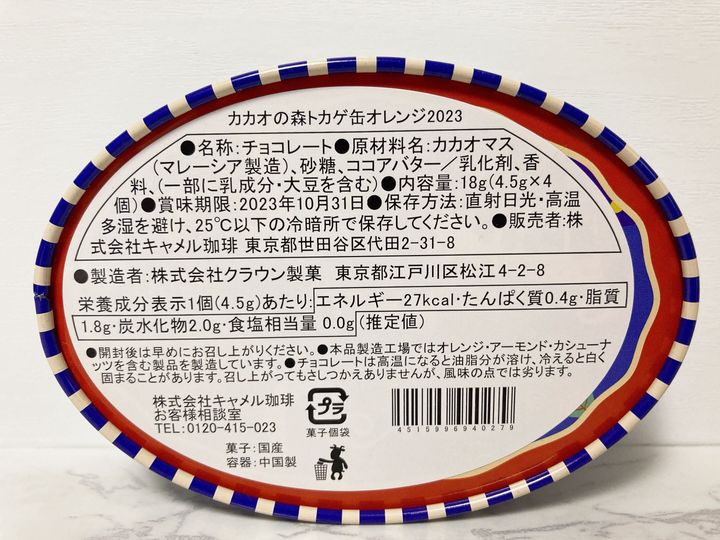 カカオの森トカゲ缶オレンジ2023
●名称:チョコレート●原材料名:カカオマス
(マレーシア製造)、砂糖、ココアバター/乳化剤、香
料、(一部に乳成分・大豆を含む)●内容量:18g(4.5g×4
個)●賞味期限:2023年10月31日●保存方法:直射日光・高温
多湿を避け、25℃以下の冷暗所で保存してください。●販売者:株
式会社キャメル珈琲 東京都世田谷区代田2-31-8
●製造者:株式会社クラウン製菓 東京都江戸川区松江4-2-8
栄養成分表示1個(4.5g)あたり:エネルギー27kcal・たんぱく質0.4g・脂質
1.8g・炭水化物2.0g・食塩相当量 0.0g(推定値)
●開封後は早めにお召し上がりください。●本品製造工場ではオレンジ・アーモンド・カシューナ
ッツを含む製品を製造しています。●チョコレートは高温になると油脂分が溶け、冷えると白く
固まることがあります。召し上がってもさしつかえありませんが、風味の点では劣ります。
株式会社キャメル珈琲
お客様相談室
TEL:0120-415-023
プラ
菓子個袋
4515996940279
菓子:国産
容器:中国製